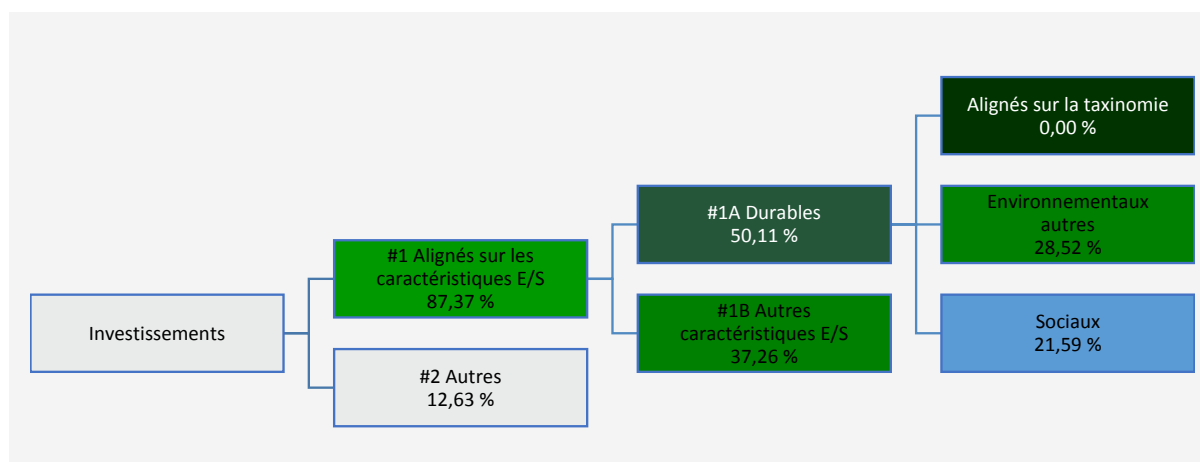 Investissements
#1 Alignés sur les
caractéristiques E/S
87,37 %
#2 Autres
12,63 %
#1A Durables
50,11 %
#1B Autres
caractéristiques E/S
37,26 %
Alignés sur la taxinomie
0,00 %
Environnementaux
autres
28,52 %
Sociaux
21,59 %